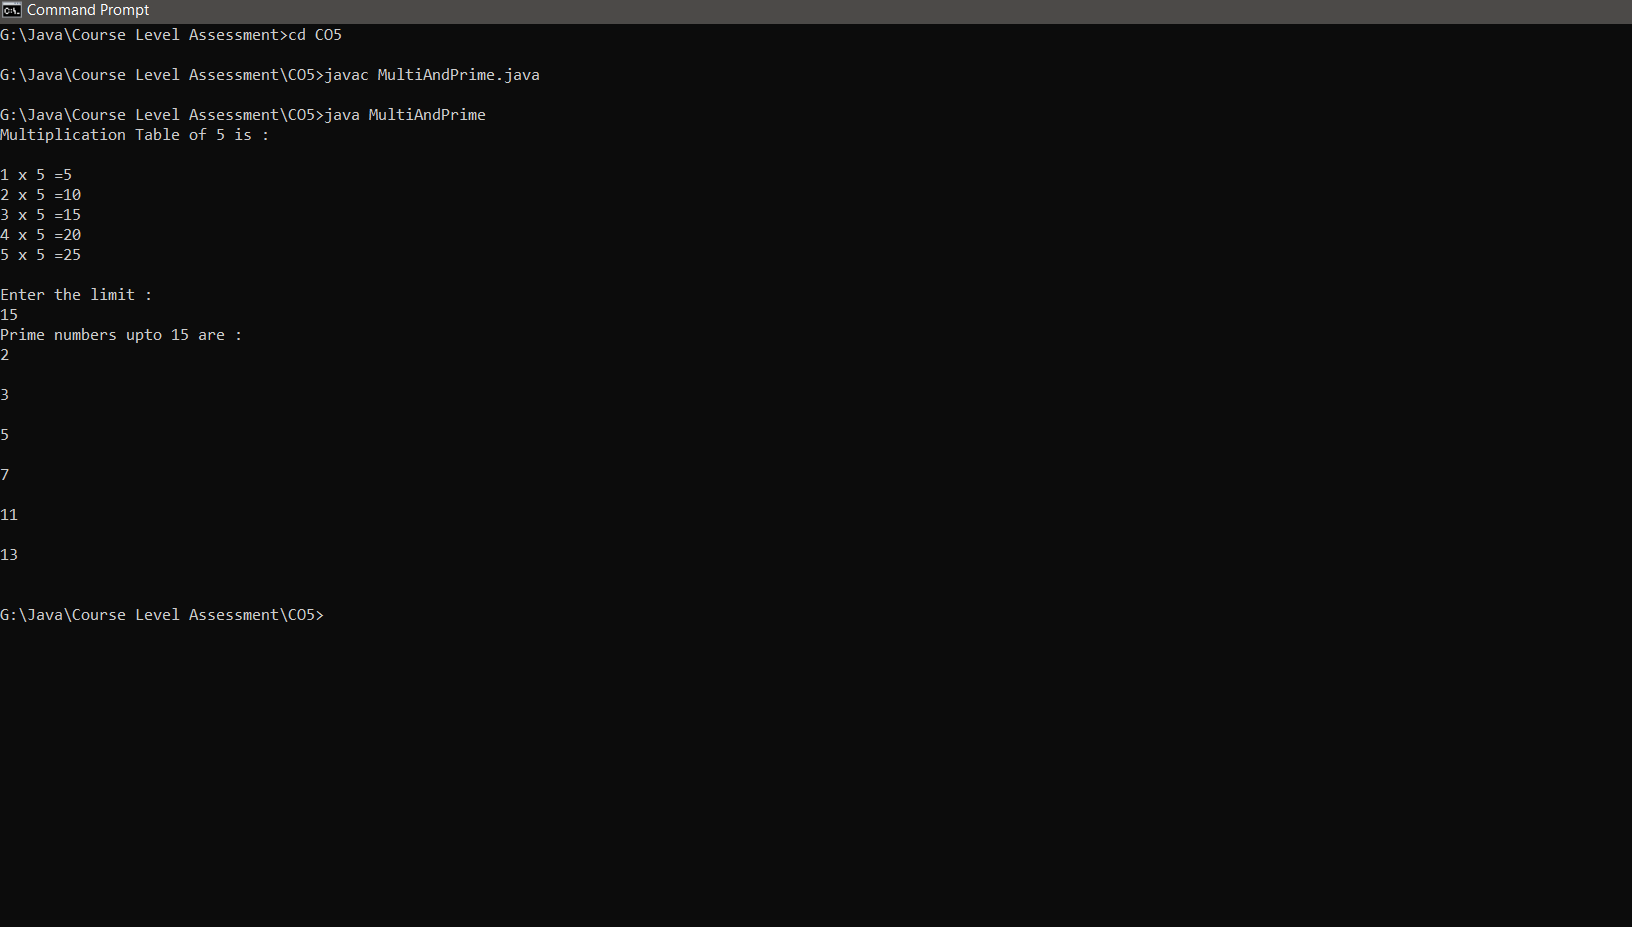 Command Prompt
G:\Java\Course Level Assessment>cd CO5
G:\Java\Course Level Assessment\CO5>javac MultiAndPrime.java
G:\Java\Course Level Assessment\CO5>java MultiAndPrime
Multiplication Table of 5 is :
1 x 5 =5
2 x 5 =10
3 x 5 =15
4 x 5 =20
5 x 5 =25
Enter the limit :
15
Prime numbers upto 15 are :
2
3
5
7
11
13
G:\Java\Course Level Assessment\CO5>